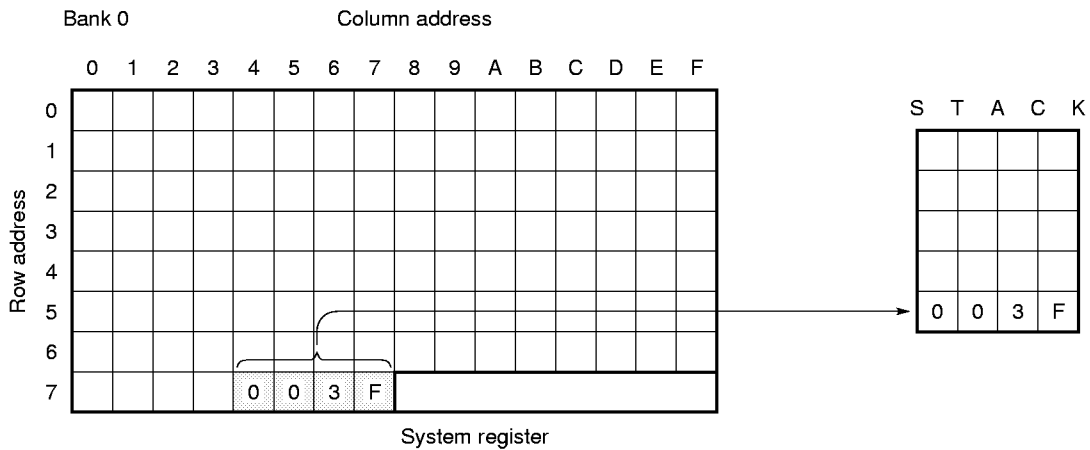 Bank 0 Column address
0 1 2 3 4 5 6 7 8 9 A B C D E F
Row address
0
1
2
3
4
5
6
7
0 0 3 F
System register
S T A C K
0 0 3 F